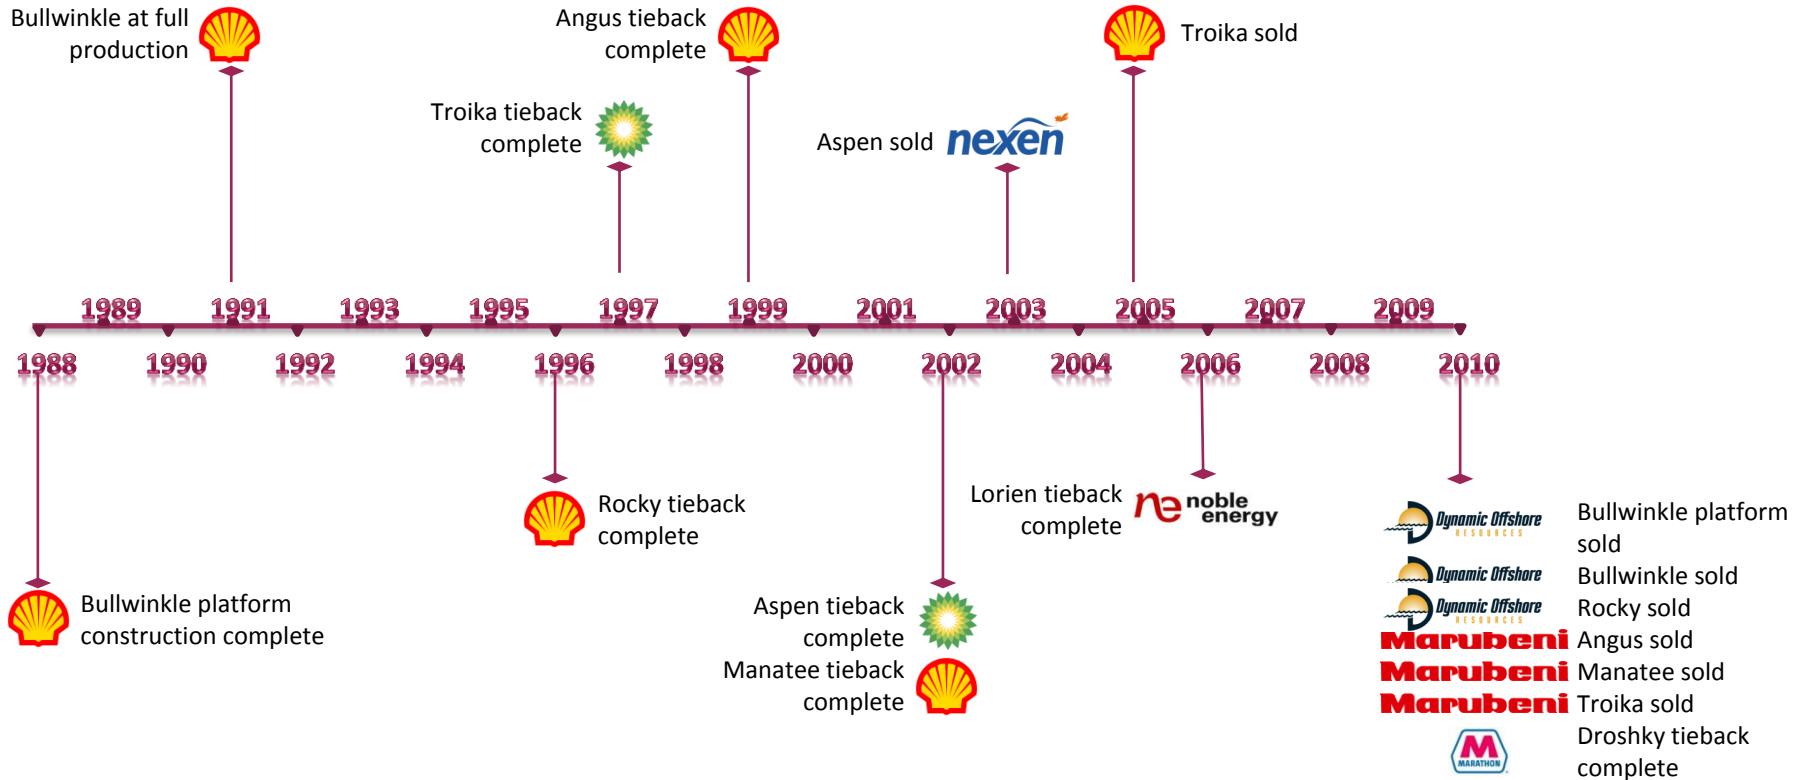 Bullwinkle at full
production
Angus tieback
complete
Troika sold
Troika tieback
complete
Aspen sold
nexen
1989
1991
1993
1995
1997
1999
2001
2003
2005
2007
2009
1988
1990
1992
1994
1996
1998
2000
2002
2004
2006
2008
2010
Rocky tieback
complete
Lorien tieback
complete
ne noble
energy
Bullwinkle platform
construction complete
Aspen tieback
complete
Manatee tieback
complete
Dynamic Offshore
RESOURCES
Bullwinkle platform
sold
Dynamic Offshore
Bullwinkle sold
Dynamic Offshore
RESOURCES
Rocky sold
Marubeni Angus sold
Marubeni Manatee sold
Marubeni Troika sold
M
MARATHON
Droshky tieback
complete